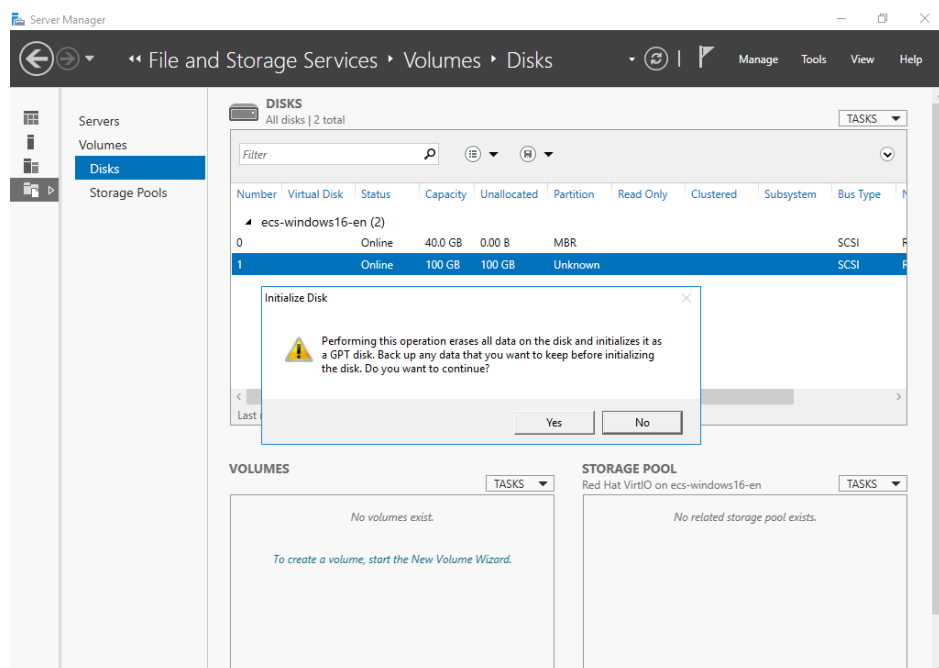 Server Manager
File and Storage Services Volumes Disks
Manage Tools View Help
Servers
Volumes
Disks
Storage Pools
DISKS
All disks | 2 total
TASKS
Filter
Number Virtual Disk Status Capacity Unallocated Partition Read Only Clustered Subsystem Bus Type
ecs-windows16-en (2)
0 Online 40.0 GB 0.00 B MBR SCSI
1 Online 100 GB 100 GB Unknown SCSI
Initialize Disk
Performing this operation erases all data on the disk and initializes it as
a GPT disk. Back up any data that you want to keep before initializing
the disk. Do you want to continue?
Yes No
Last
VOLUMES
TASKS
No volumes exist.
To create a volume, start the New Volume Wizard.
STORAGE POOL
Red Hat VirtIO on ecs-windows16-en
TASKS
No related storage pool exists.